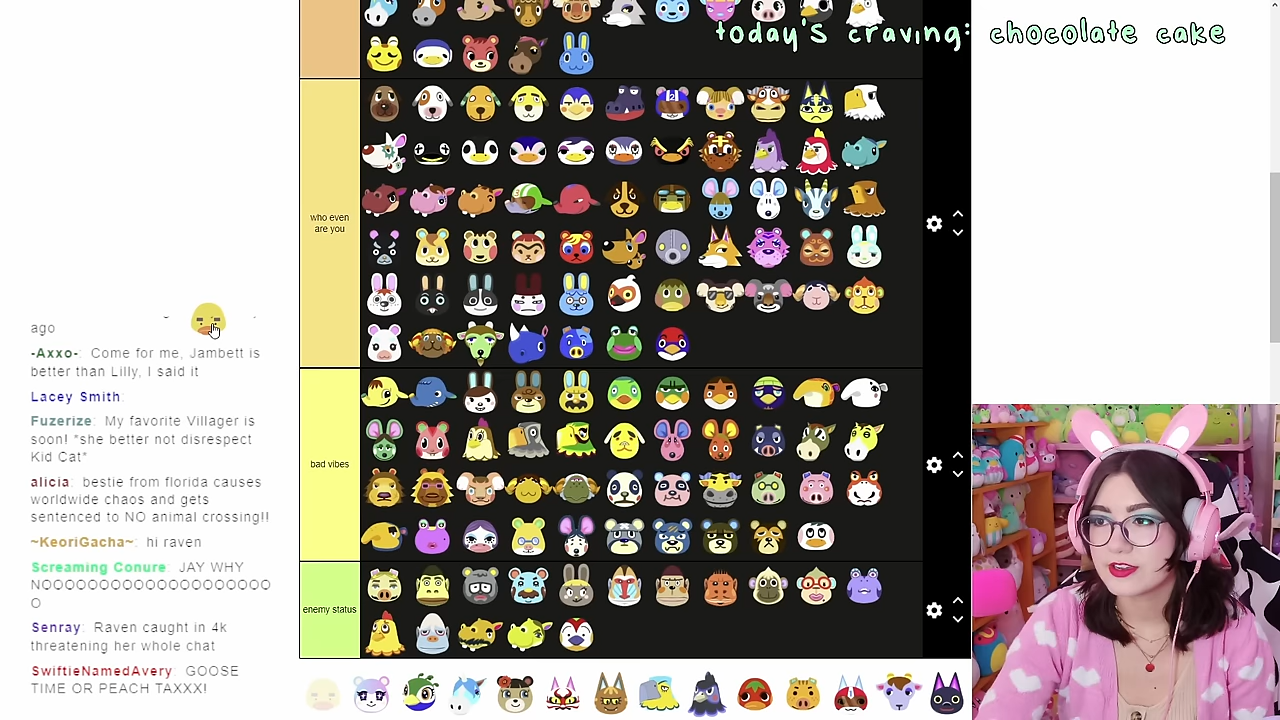 today's craving: chocolate cake
who even
are you
bad vibes
enemy status
ago
-Axxo-: Come for me, Jambett is
better than Lilly, I said it
Lacey Smith:
Fuzerize: My favorite Villager is
soon! *she better not disrespect
Kid Cat*
alicia: bestie from florida causes
worldwide chaos and gets
sentenced to NO animal crossing!!
~KeoriGacha~: hi raven
Screaming Conure: JAY WHY
NOOOOOOOOOOOOOOOOOOO
O
Senray: Raven caught in 4k
threatening her whole chat
SwiftieNamedAvery: GOOSE
TIME OR PEACH TAXXX!